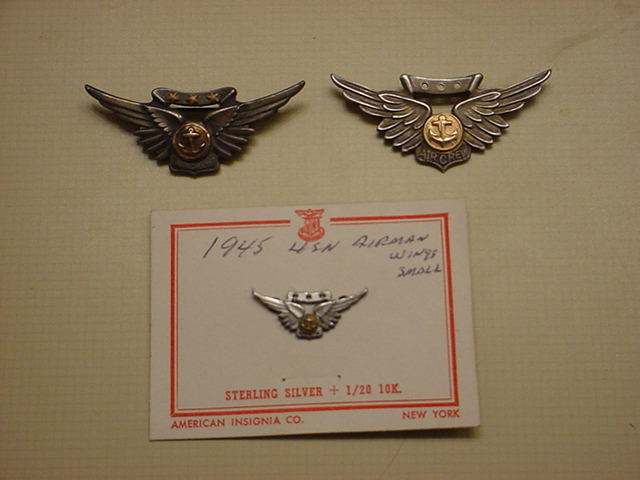 AIR CREW
1945 USN AIRMAN
WINGS
SMALL
STERLING SILVER + 1/20 10K.
AMERICAN INSIGNIA CO. NEW YORK